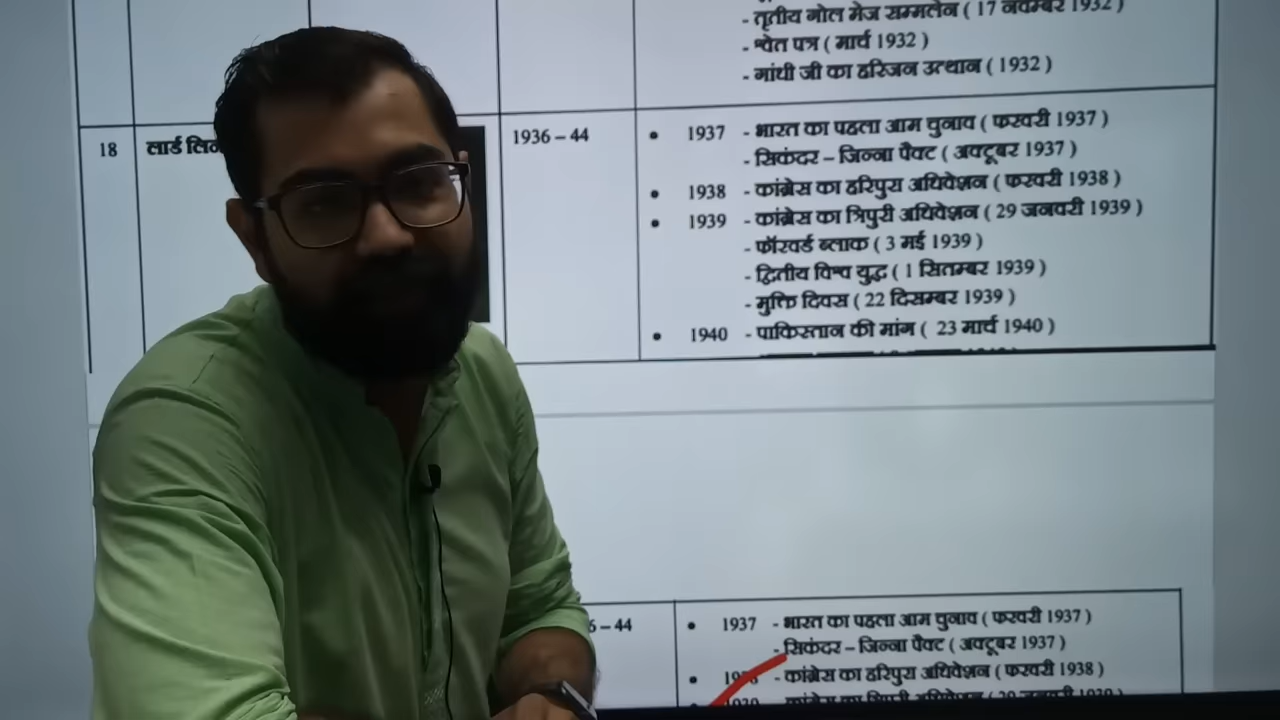 - तृतीय गोल मेज सम्मलेन ( 17 नवम्बर 1932 )
- श्वेत पत्र ( मार्च 1932 )
- गांधी जी का हरिजन उत्थान ( 1932 )
18 लार्ड 1936 – 44 • 1937 - भारत का पहला आम चुनाव ( फरवरी 1937 )
- सिकंदर – जिन्ना पैक्ट ( अक्टूबर 1937 )
• 1938 - कांग्रेस का हरिपुरा अधिवेशन ( फरवरी 1938 )
• 1939 - कांग्रेस का त्रिपुरी अधिवेशन ( 29 जनवरी 1939 )
- फॉरवर्ड ब्लाक ( 3 मई 1939 )
- द्वितीय विश्व युद्ध ( 1 सितम्बर 1939 )
- मुक्ति दिवस ( 22 दिसम्बर 1939 )
• 1940 - पाकिस्तान की मांग ( 23 मार्च 1940 )
6 – 44 • 1937 - भारत का पहला आम चुनाव ( फरवरी 1937 )
- सिकंदर – जिन्ना पैक्ट ( अक्टूबर 1937 )
• - कांग्रेस का हरिपुरा अधिवेशन ( फरवरी 1938 )